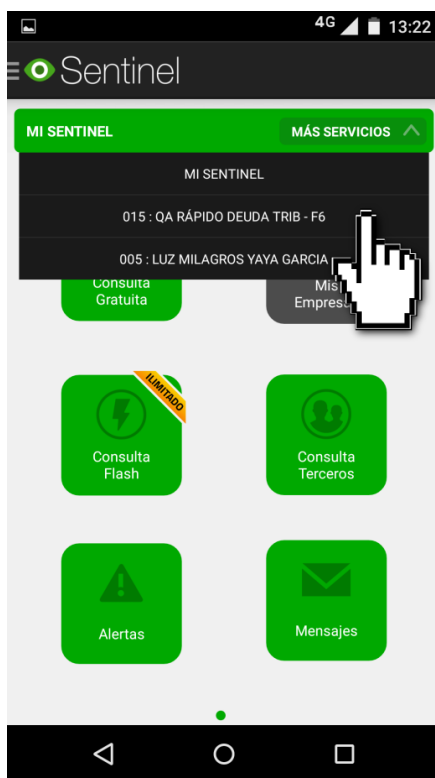 4G 13:22
Sentinel
MI SENTINEL MÁS SERVICIOS
MI SENTINEL
015 : QA RÁPIDO DEUDA TRIB - F6
005 : LUZ MILAGROS YAYA GARCIA
Consulta
Gratuita
Mis
ILIMITADO
Consulta
Flash
Consulta
Terceros
Alertas
Mensajes